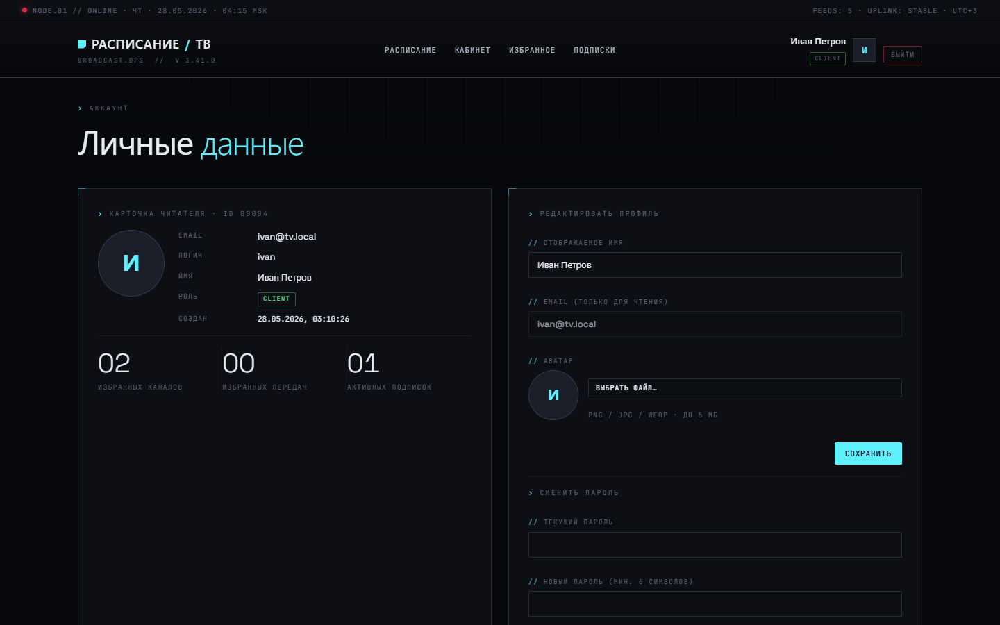 NODE.01 // ONLINE · ЧТ · 28.05.2026 · 04:15 MSK
FEEDS: 5 · UPLINK: STABLE · UTC+3
РАСПИСАНИЕ / ТВ
BROADCAST.OPS // V 3.41.0
РАСПИСАНИЕ КАБИНЕТ ИЗБРАННОЕ ПОДПИСКИ
Иван Петров
CLIENT
И
ВЫЙТИ
› АККАУНТ
Личные данные
› КАРТОЧКА ЧИТАТЕЛЯ · ID 00004
И
EMAIL ivan@tv.local
ЛОГИН ivan
ИМЯ Иван Петров
РОЛЬ CLIENT
СОЗДАН 28.05.2026, 03:10:26
02 00 01
ИЗБРАННЫХ КАНАЛОВ ИЗБРАННЫХ ПЕРЕДАЧ АКТИВНЫХ ПОДПИСОК
› РЕДАКТИРОВАТЬ ПРОФИЛЬ
// ОТОБРАЖАЕМОЕ ИМЯ
Иван Петров
// EMAIL (ТОЛЬКО ДЛЯ ЧТЕНИЯ)
ivan@tv.local
// АВАТАР
И
ВЫБРАТЬ ФАЙЛ…
PNG / JPG / WEBP · ДО 5 МБ
СОХРАНИТЬ
› СМЕНИТЬ ПАРОЛЬ
// ТЕКУЩИЙ ПАРОЛЬ
// НОВЫЙ ПАРОЛЬ (МИН. 6 СИМВОЛОВ)